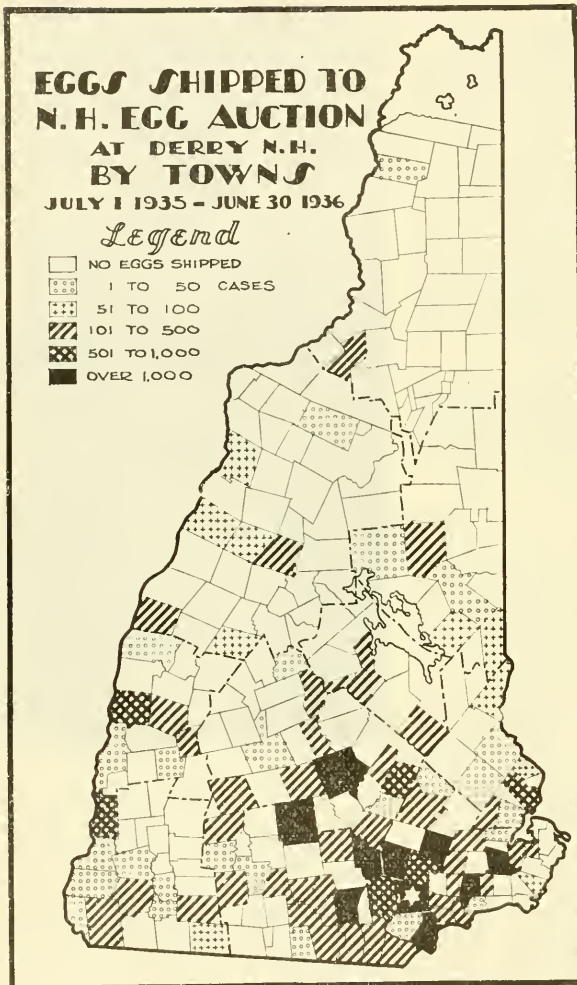 EGGS SHIPPED TO
N.H. EGG AUCTION
AT DERRY N.H.
BY TOWNS
JULY 1 1935 - JUNE 30 1936
Legend
NO EGGS SHIPPED
1 TO 50 CASES
51 TO 100
101 TO 500
501 TO 1,000
OVER 1,000